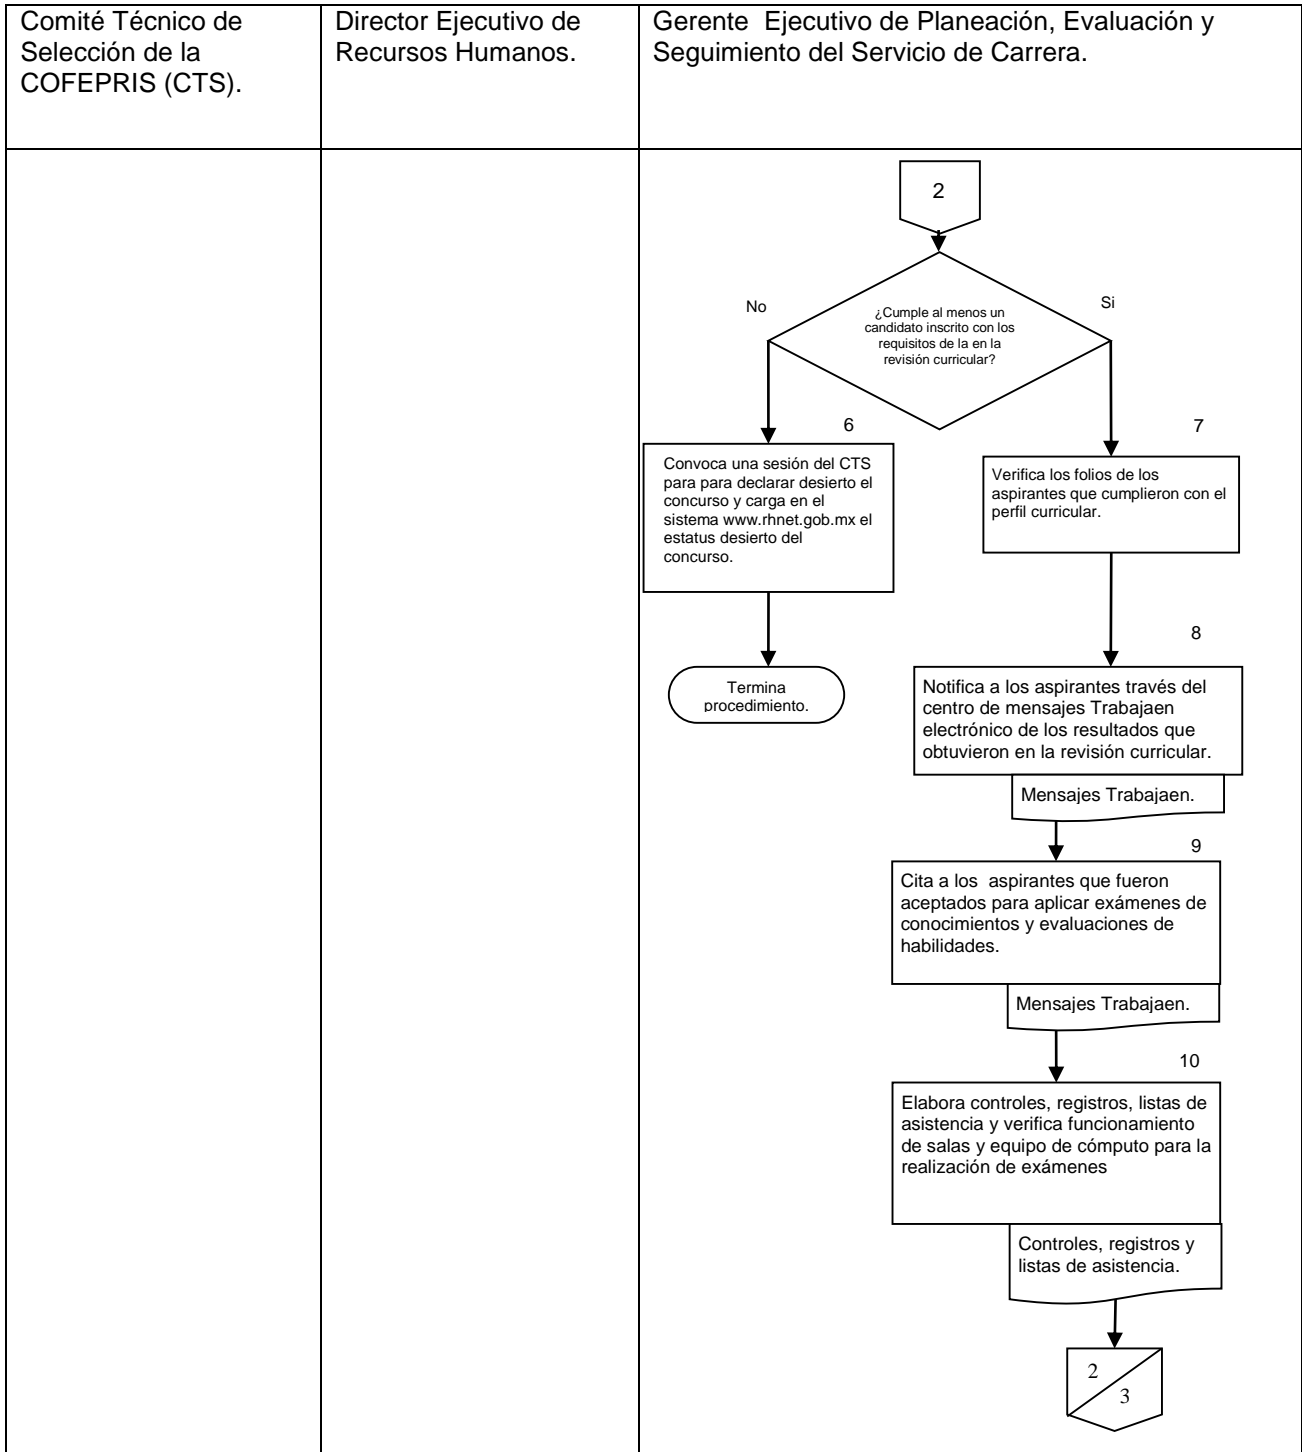 Comité Técnico de
Selección de la
COFEPRIS (CTS).
Director Ejecutivo de
Recursos Humanos.
Gerente  Ejecutivo de Planeación, Evaluación y
Seguimiento del Servicio de Carrera.
2
No
Si
¿Cumple al menos un
candidato inscrito con los
requisitos de la en la
revisión curricular?
6
Convoca una sesión del CTS
para para declarar desierto el
concurso y carga en el
sistema www.rhnet.gob.mx el
estatus desierto del
concurso.
Termina
procedimiento.
7
Verifica los folios de los
aspirantes que cumplieron con el
perfil curricular.
8
Notifica a los aspirantes través del
centro de mensajes Trabajaen
electrónico de los resultados que
obtuvieron en la revisión curricular.
Mensajes Trabajaen.
9
Cita a los  aspirantes que fueron
aceptados para aplicar exámenes de
conocimientos y evaluaciones de
habilidades.
Mensajes Trabajaen.
10
Elabora controles, registros, listas de
asistencia y verifica funcionamiento
de salas y equipo de cómputo para la
realización de exámenes
Controles, registros y
listas de asistencia.
2
3